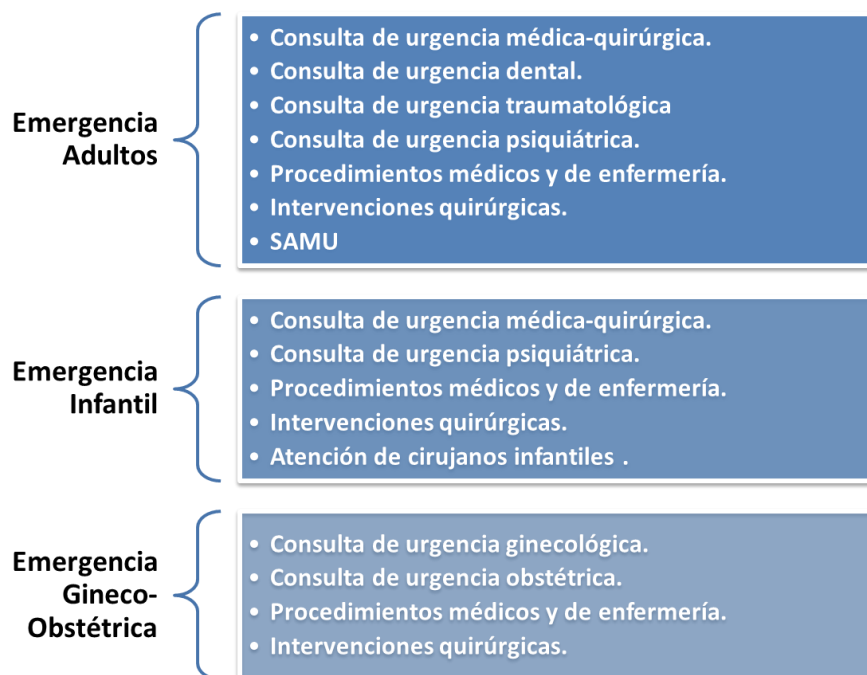 Emergencia
Adultos
• Consulta de urgencia médica-quirúrgica.
• Consulta de urgencia dental.
• Consulta de urgencia traumatológica
• Consulta de urgencia psiquiátrica.
• Procedimientos médicos y de enfermería.
• Intervenciones quirúrgicas.
• SAMU
Emergencia
Infantil
• Consulta de urgencia médica-quirúrgica.
• Consulta de urgencia psiquiátrica.
• Procedimientos médicos y de enfermería.
• Intervenciones quirúrgicas.
• Atención de cirujanos infantiles .
Emergencia
Gineco-
Obstétrica
• Consulta de urgencia ginecológica.
• Consulta de urgencia obstétrica.
• Procedimientos médicos y de enfermería.
• Intervenciones quirúrgicas.